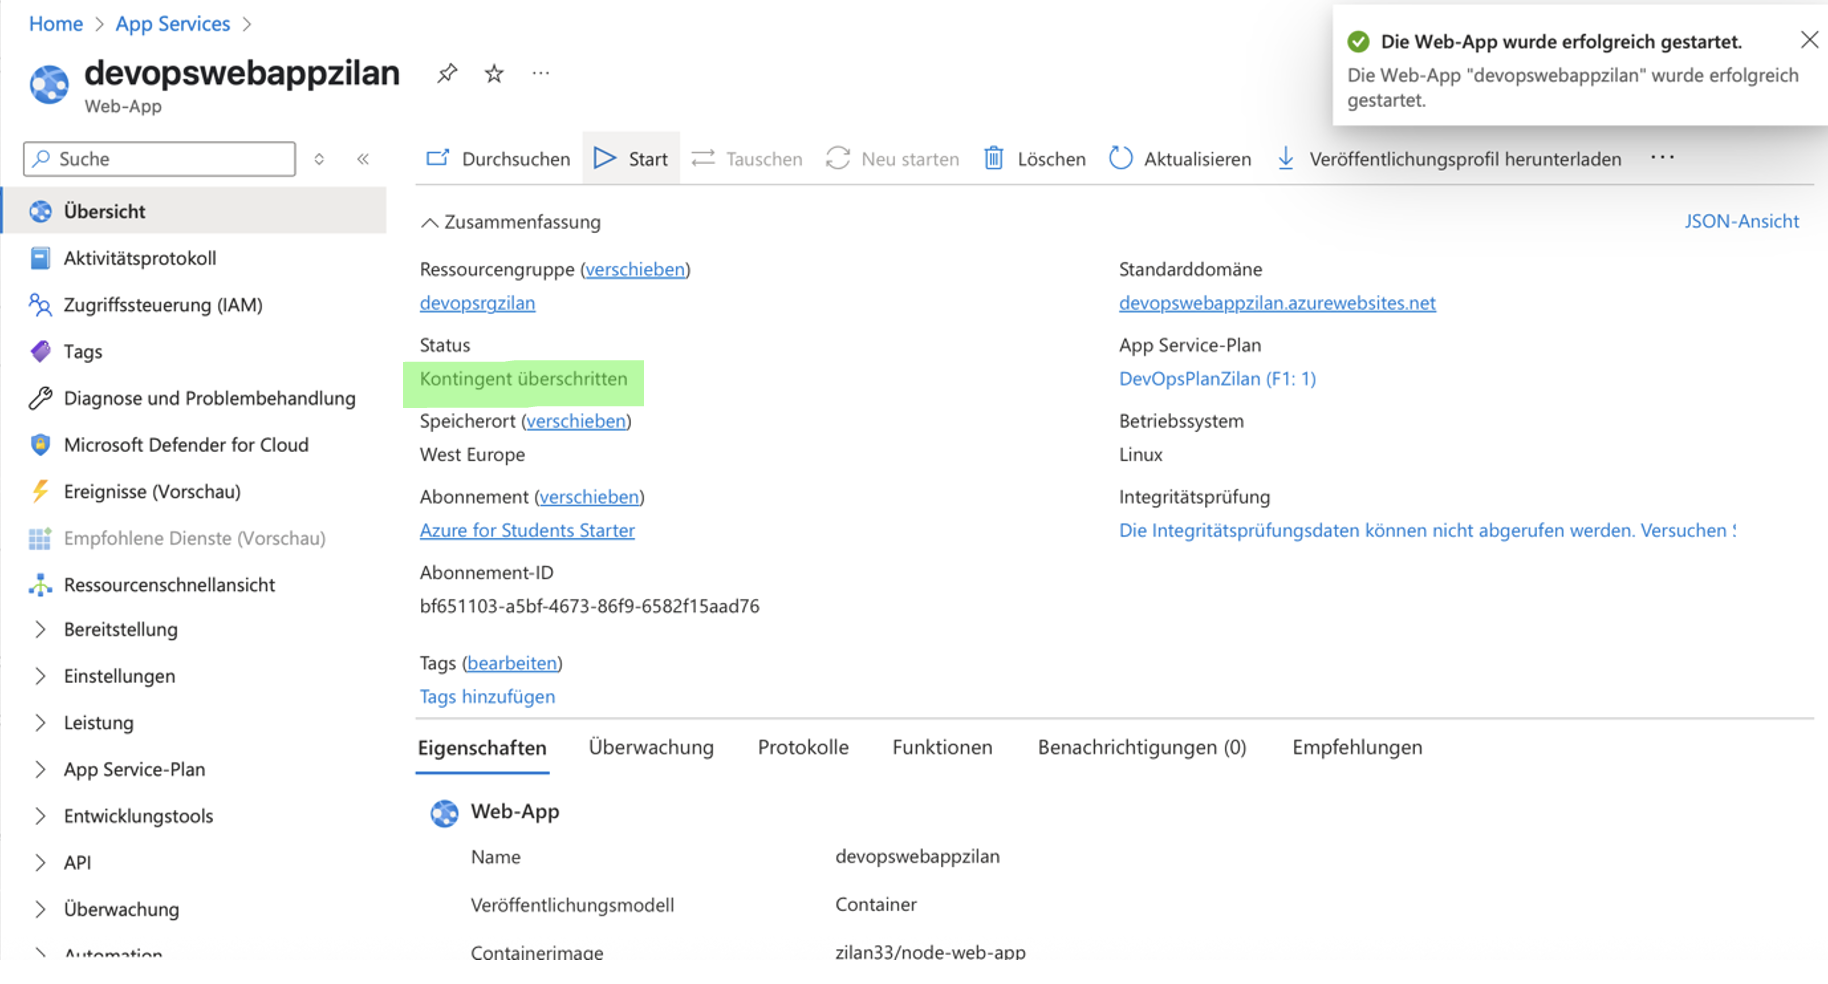 Home > App Services >
devopswebappzilan
Web-App
Die Web-App wurde erfolgreich gestartet.
Die Web-App "devopswebappzilan" wurde erfolgreich
gestartet.
Suche
Durchsuchen Start Tauschen Neu starten Löschen Aktualisieren Veröffentlichungsprofil herunterladen ...
Übersicht
Aktivitätsprotokoll
Zugriffssteuerung (IAM)
Tags
Diagnose und Problembehandlung
Microsoft Defender for Cloud
Ereignisse (Vorschau)
Empfohlene Dienste (Vorschau)
Ressourcenschnellansicht
Bereitstellung
Einstellungen
Leistung
App Service-Plan
Entwicklungstools
API
Überwachung
Automation
Zusammenfassung
JSON-Ansicht
Ressourcengruppe (verschieben)
devopsrgzilan
Status
Kontingent überschritten
Speicherort (verschieben)
West Europe
Abonnement (verschieben)
Azure for Students Starter
Abonnement-ID
bf651103-a5bf-4673-86f9-6582f15aad76
Tags (bearbeiten)
Tags hinzufügen
Standarddomäne
devopswebappzilan.azurewebsites.net
App Service-Plan
DevOpsPlanZilan (F1: 1)
Betriebssystem
Linux
Integritätsprüfung
Die Integritätsprüfungsdaten können nicht abgerufen werden. Versuchen
Eigenschaften Überwachung Protokolle Funktionen Benachrichtigungen (0) Empfehlungen
Web-App
Name devopswebappzilan
Veröffentlichungsmodell Container
Containerimage zilan33/node-web-app